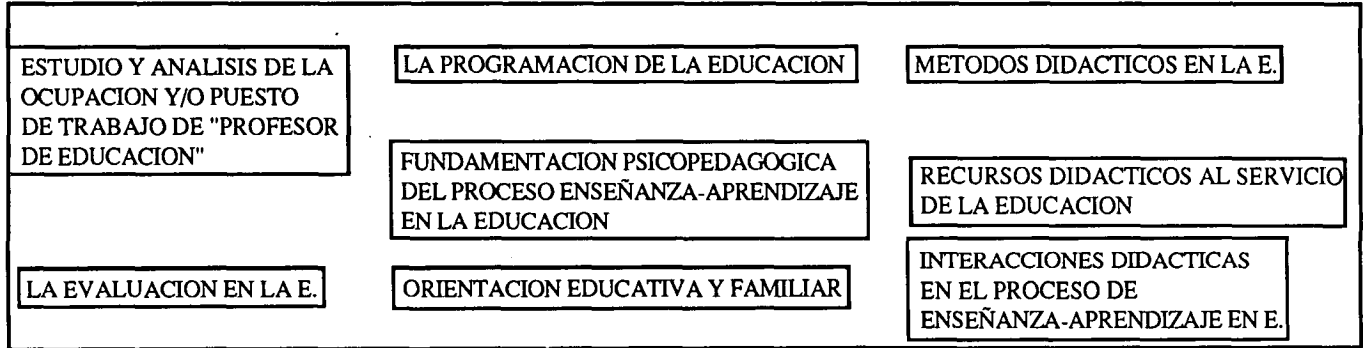 ESTUDIO Y ANALISIS DE LA
OCUPACION Y/O PUESTO
DE TRABAJO DE "PROFESOR
DE EDUCACION"
LA PROGRAMACION DE LA EDUCACION
METODOS DIDACTICOS EN LA E.
FUNDAMENTACION PSICOPEDAGOGICA
DEL PROCESO ENSEÑANZA-APRENDIZAJE
EN LA EDUCACION
RECURSOS DIDACTICOS AL SERVICIO
DE LA EDUCACION
LA EVALUACION EN LA E.
ORIENTACION EDUCATIVA Y FAMILIAR
INTERACCIONES DIDACTICAS
EN EL PROCESO DE
ENSEÑANZA-APRENDIZAJE EN E.